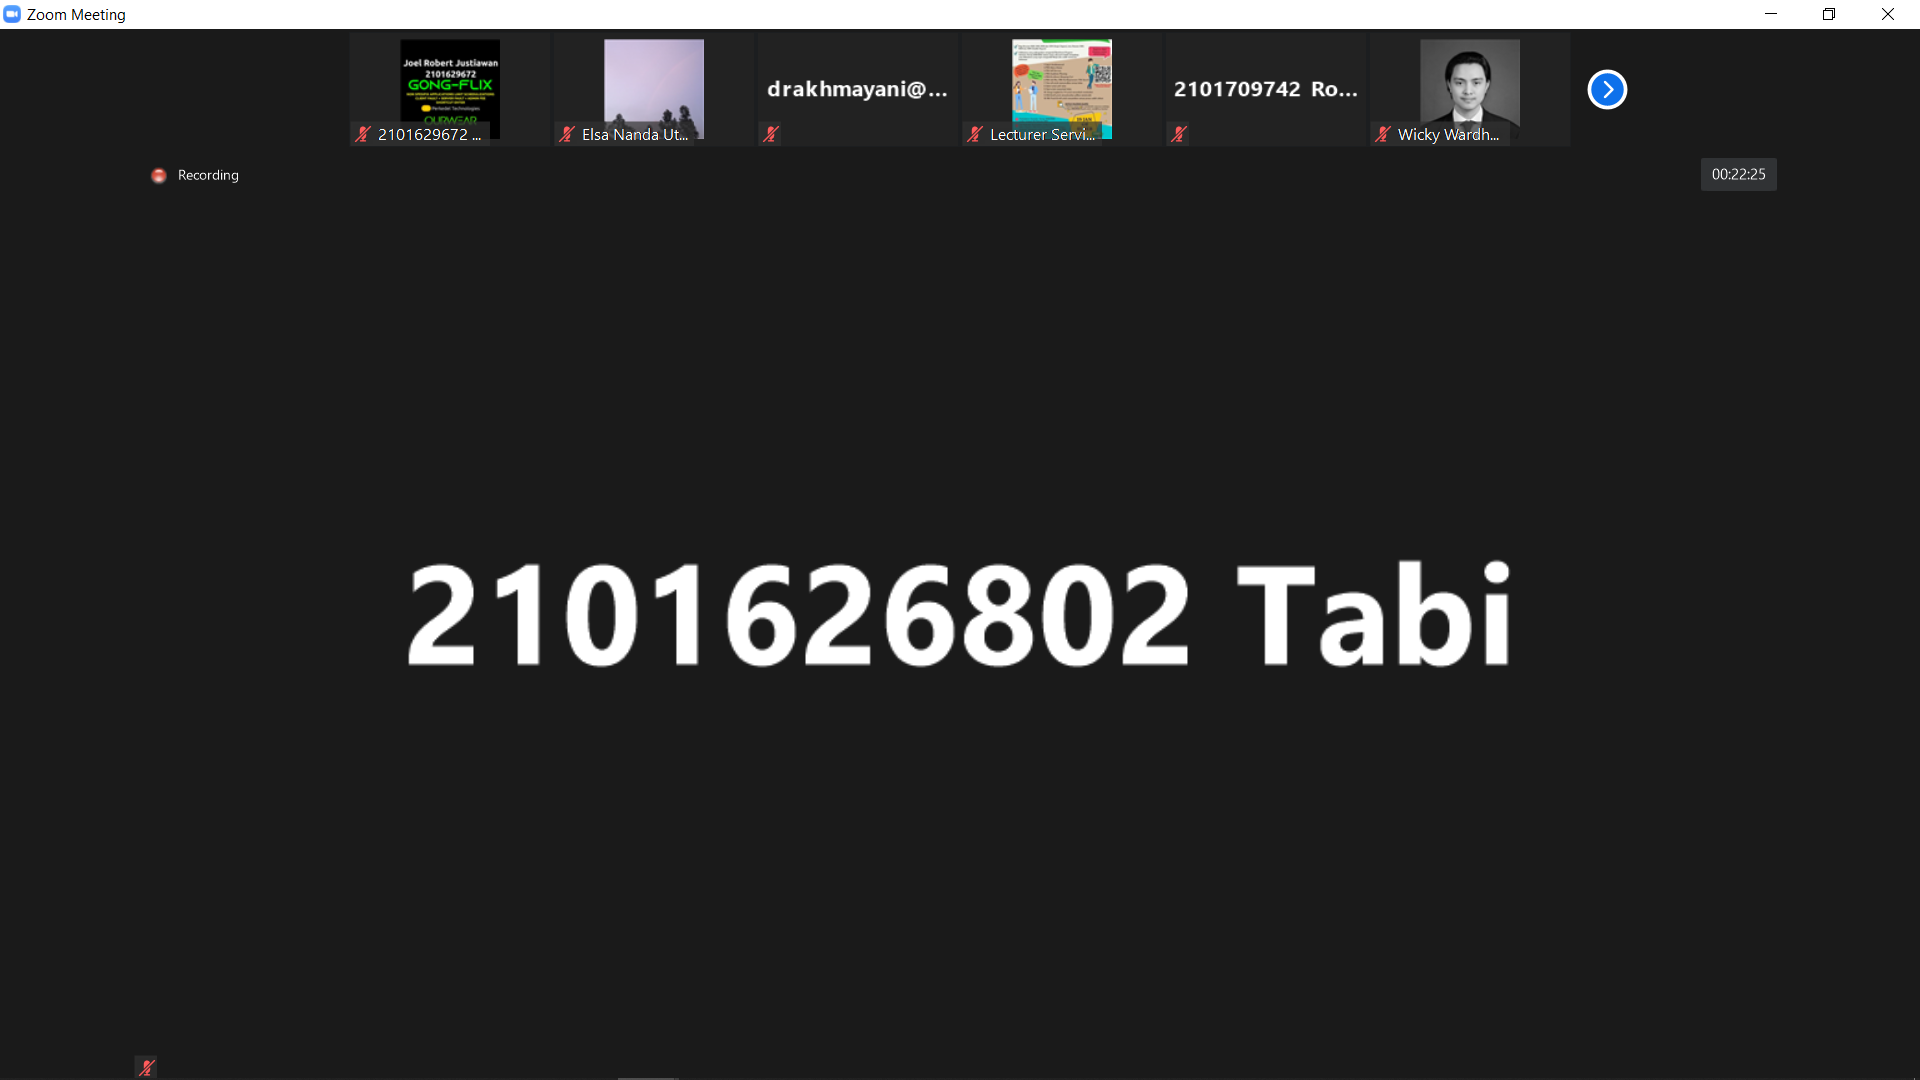 Zoom Meeting
Joel Robert Justiawan
2101629672
GONG-FLIX
OURWEAR
2101629672 ...
Elsa Nanda Ut...
drakhmayani@...
Lecturer Servi...
2101709742 Ro...
Wicky Wardh...
Recording
00:22:25
2101626802 Tabi